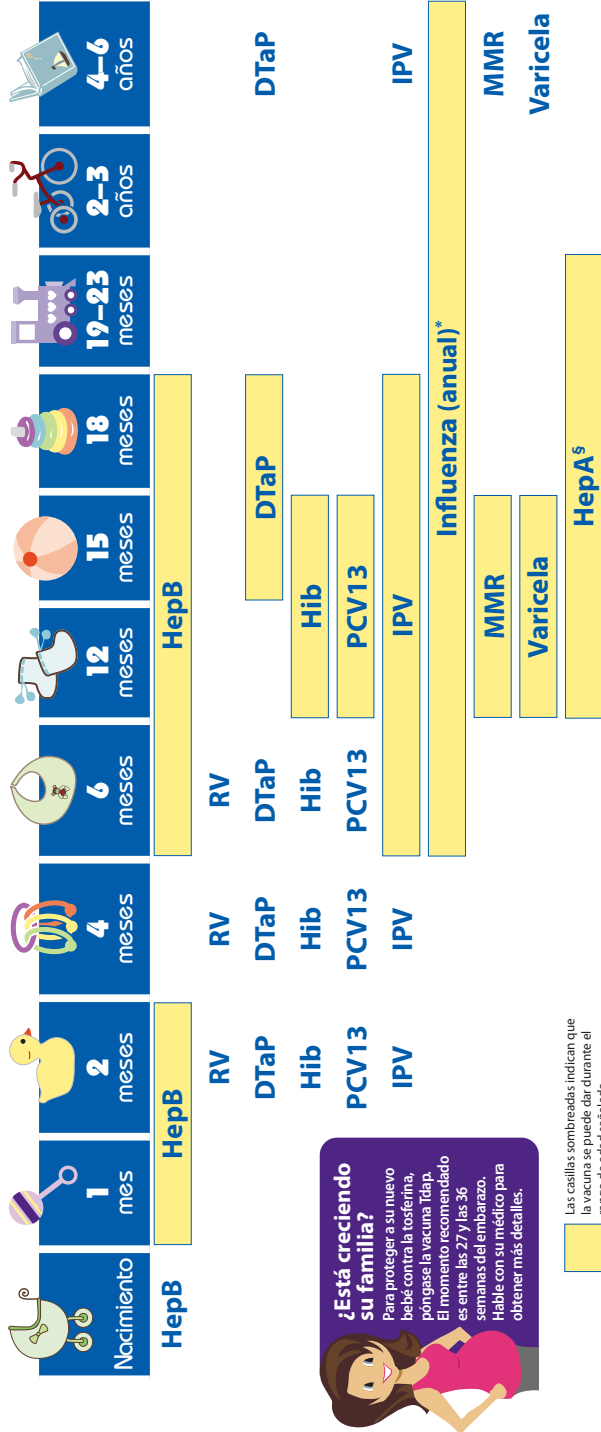 Nacimiento
1
mes
2
meses
4
meses
6
meses
12
meses
15
meses
18
meses
19–23
meses
2–3
años
4–6
años
HepB
HepB
HepB
RV
RV
RV
DTaP
DTaP
DTaP
DTaP
DTaP
Hib
Hib
Hib
Hib
PCV13
PCV13
PCV13
PCV13
IPV
IPV
IPV
IPV
Influenza (anual)*
MMR
MMR
Varicela
Varicela
HepA§
¿Está creciendo
su familia?
Para proteger a su nuevo
bebé contra la tosferina,
póngase la vacuna Tdap.
El momento recomendado
es entre las 27 y las 36
semanas del embarazo.
Hable con su médico para
obtener más detalles.
Las casillas sombreadas indican que
la vacuna se puede dar durante el